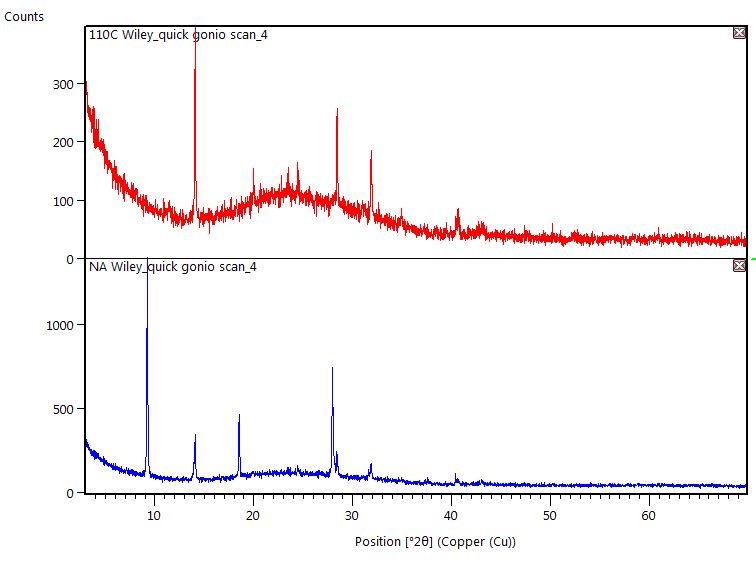 Counts
110C Wiley_quick gonio scan_4
300
200
100
0
NA Wiley_quick gonio scan_4
1000
500
0
10 20 30 40 50 60
Position [°2θ] (Copper (Cu))